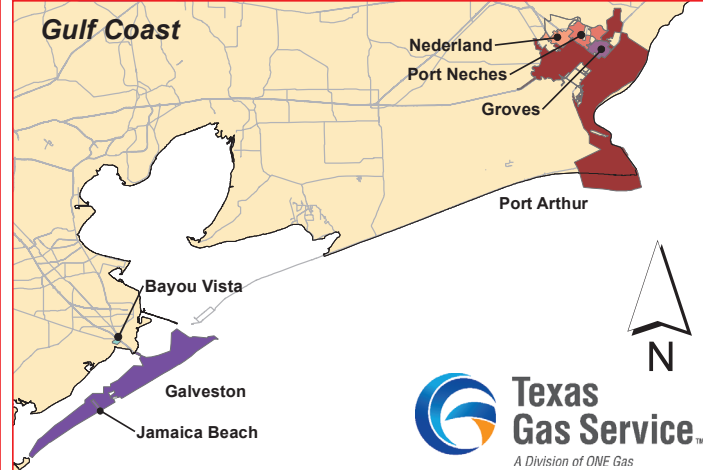 Gulf Coast
Nederland
Port Neches
Groves
Port Arthur
Bayou Vista
Galveston
Jamaica Beach
N
Texas
Gas Service™
A Division of ONE Gas